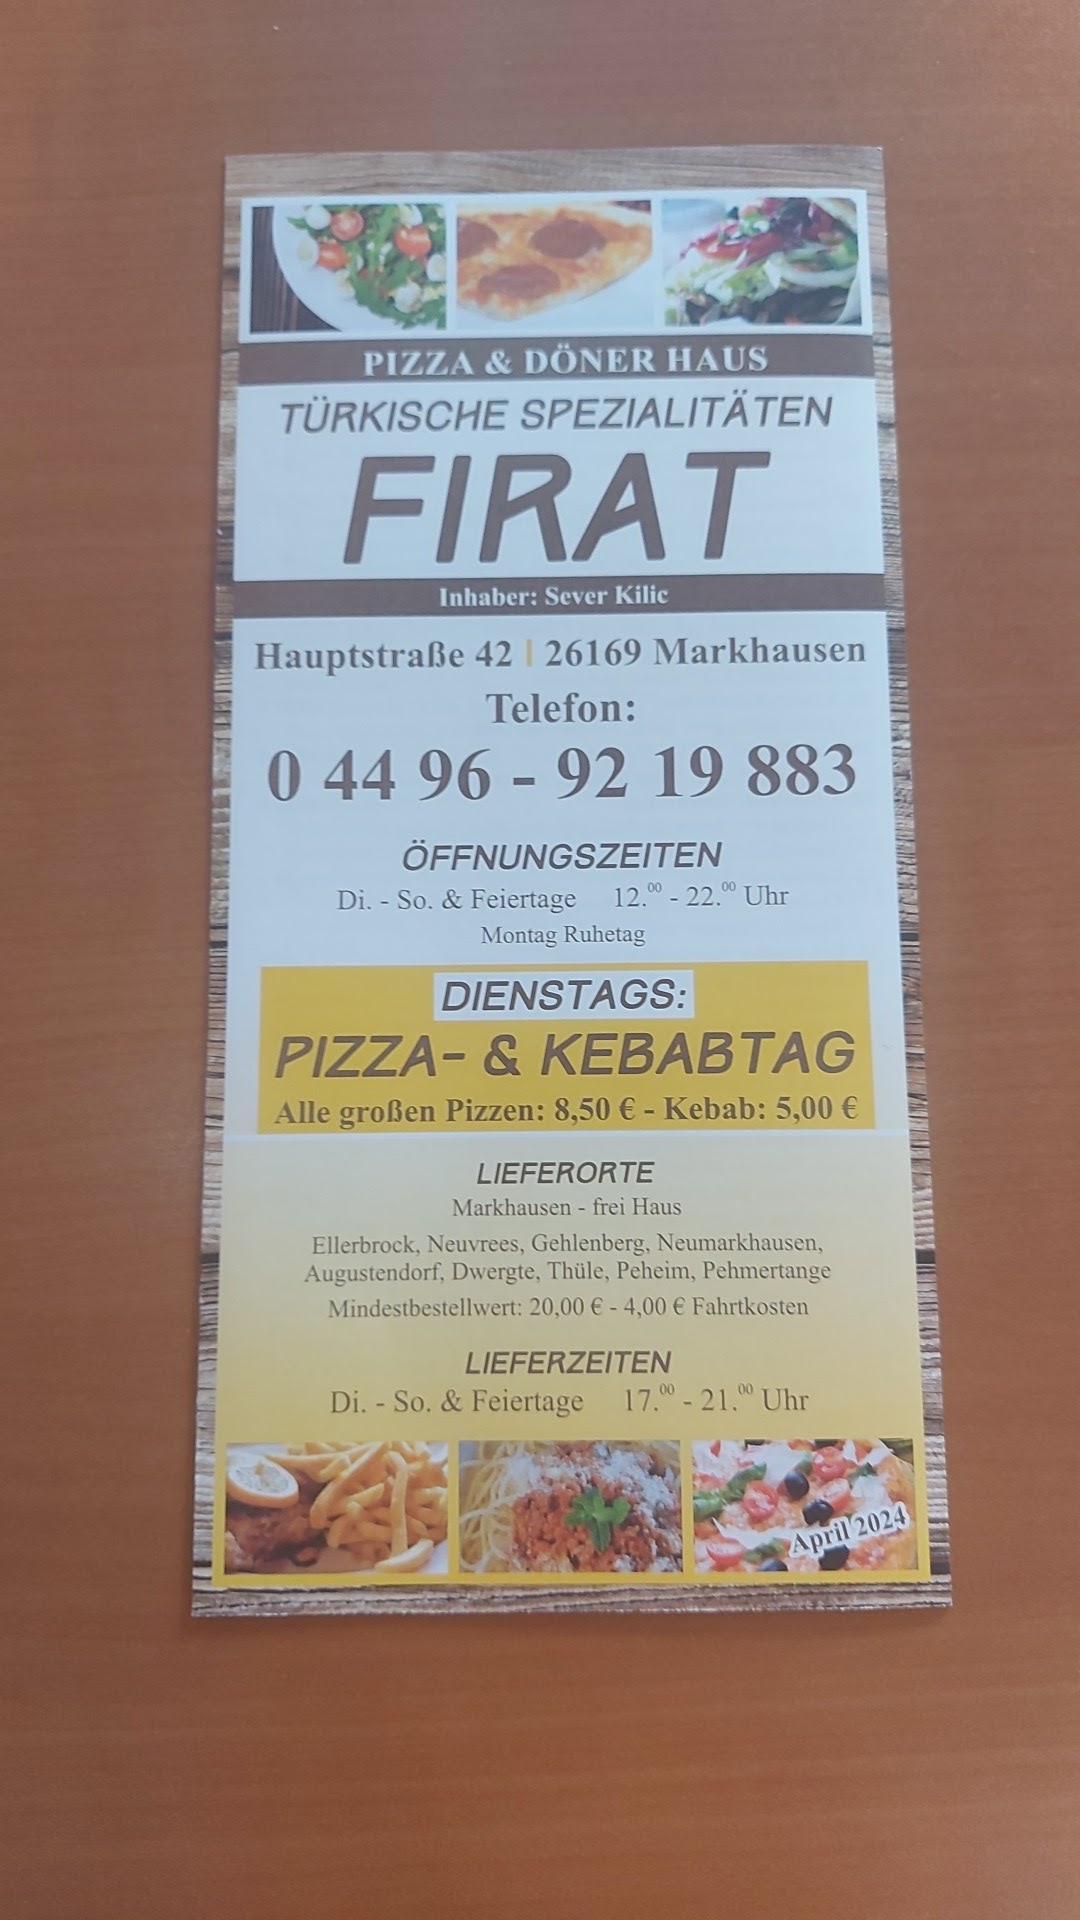 PIZZA & DÖNER HAUS
TÜRKISCHE SPEZIALITÄTEN
FIRAT
Inhaber: Sever Kilic
Hauptstraße 42 | 26169 Markhausen
Telefon:
0 44 96 - 92 19 883
ÖFFNUNGSZEITEN
Di. - So. & Feiertage 12.00 - 22.00 Uhr
Montag Ruhetag
DIENSTAGS:
PIZZA- & KEBABTAG
Alle großen Pizzen: 8,50 € - Kebab: 5,00 €
LIEFERORTE
Markhausen - frei Haus
Ellerbrock, Neuvrees, Gehlenberg, Neumarkhausen,
Augustendorf, Dwergte, Thüle, Peheim, Pehmertange
Mindestbestellwert: 20,00 € - 4,00 € Fahrtkosten
LIEFERZEITEN
Di. - So. & Feiertage 17.00 - 21.00 Uhr
April 2024